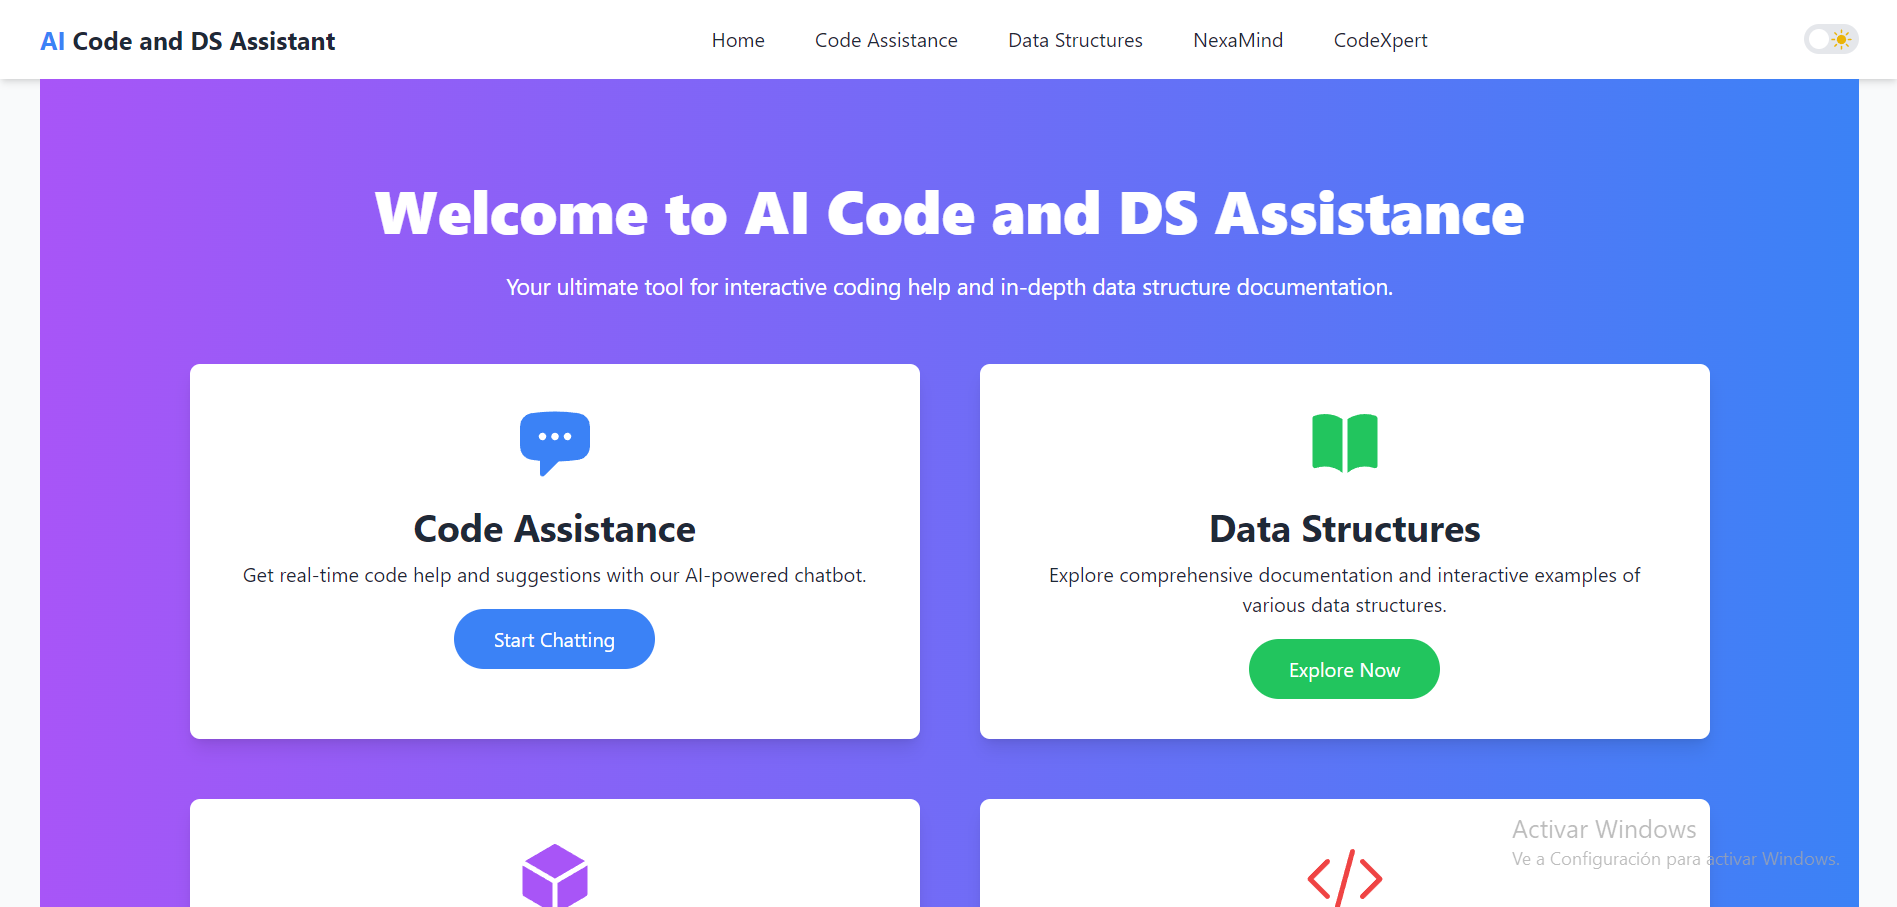 AI Code and DS Assistant
Home
Code Assistance
Data Structures
NexaMind
CodeXpert
Welcome to AI Code and DS Assistance
Your ultimate tool for interactive coding help and in-depth data structure documentation.
Code Assistance
Get real-time code help and suggestions with our AI-powered chatbot.
Start Chatting
Data Structures
Explore comprehensive documentation and interactive examples of
various data structures.
Explore Now
Activar Windows
Ve a Configuración para activar Windows.